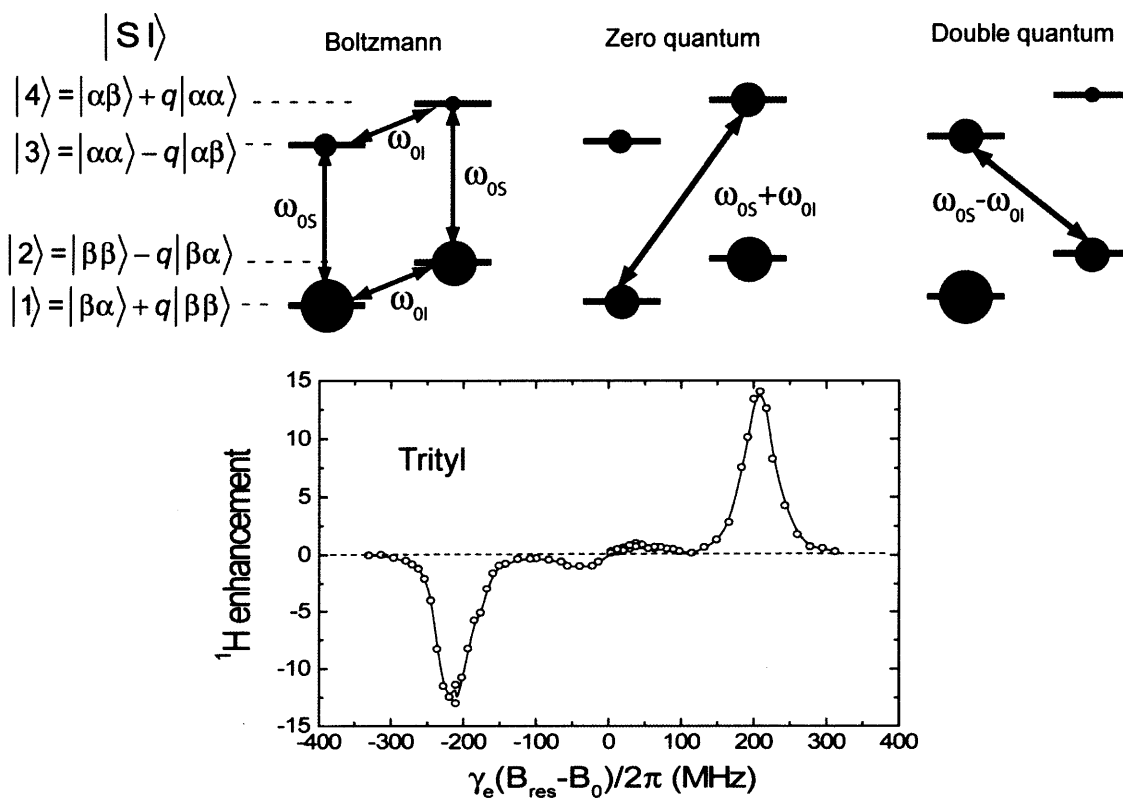 |S I⟩
Boltzmann
Zero quantum
Double quantum
|4⟩ = |αβ⟩ + q|αα⟩
|3⟩ = |αα⟩ − q|αβ⟩
|2⟩ = |ββ⟩ − q|βα⟩
|1⟩ = |βα⟩ + q|ββ⟩
ω0I
ω0S
ω0S
ω0I
ω0S+ω0I
ω0S-ω0I
Trityl
¹H enhancement
15
10
5
0
-5
-10
-15
-400 -300 -200 -100 0 100 200 300 400
γe(Bres-B0)/2π (MHz)